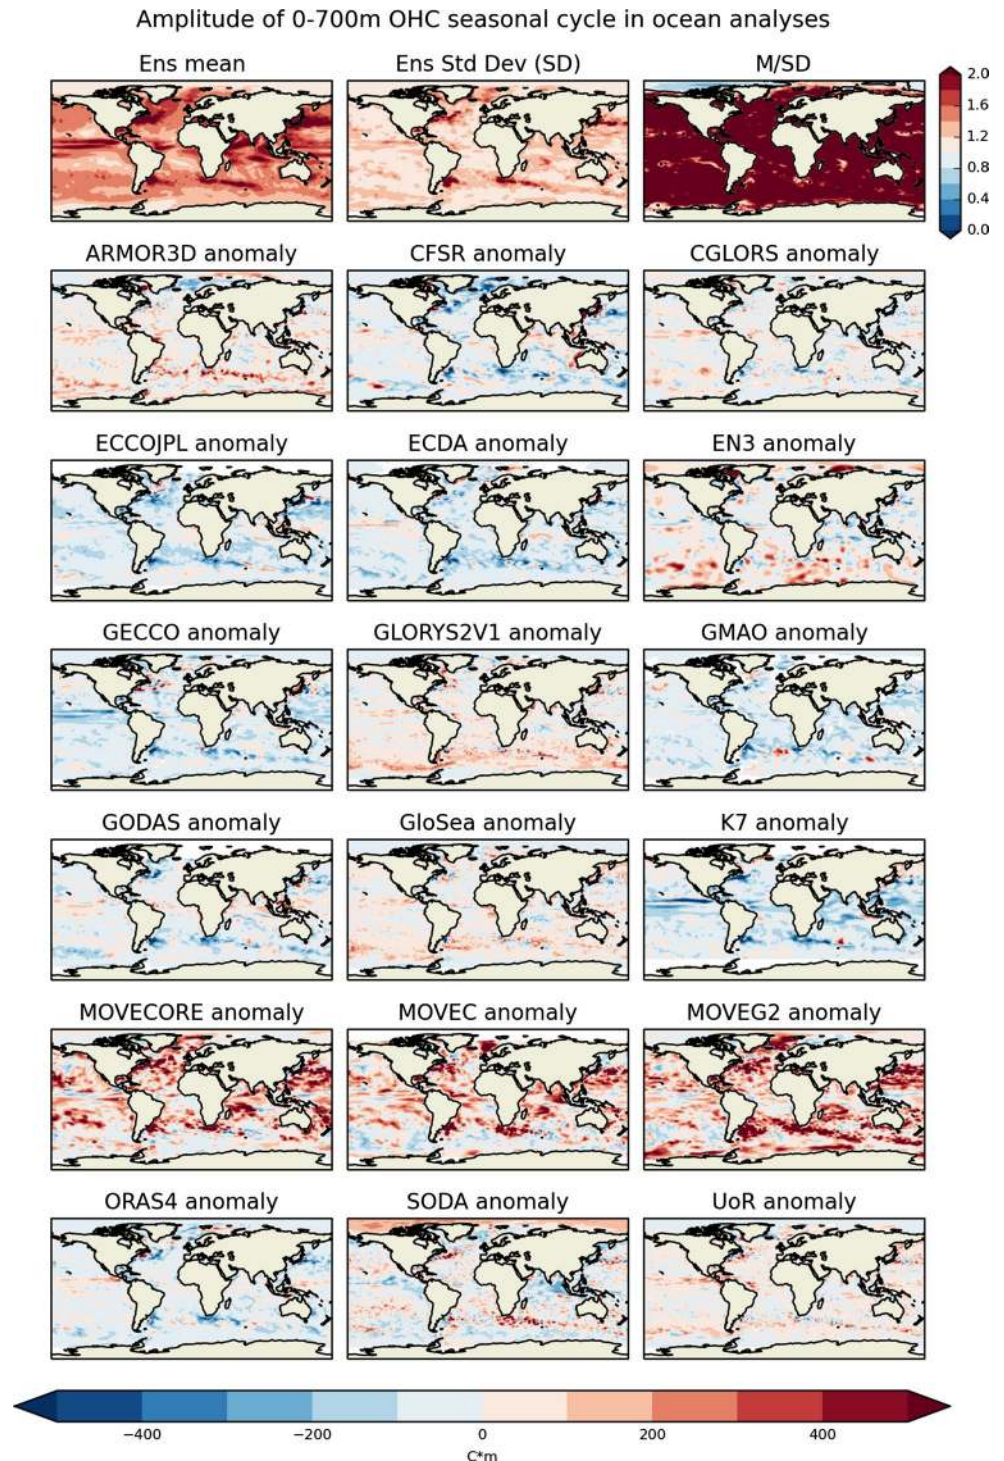 Amplitude of 0-700m OHC seasonal cycle in ocean analyses
Ens mean
Ens Std Dev (SD)
M/SD
2.0
1.6
1.2
0.8
0.4
0.0
ARMOR3D anomaly
CFSR anomaly
CGLORS anomaly
ECCOJPL anomaly
ECDA anomaly
EN3 anomaly
GECCO anomaly
GLORYS2V1 anomaly
GMAO anomaly
GODAS anomaly
GloSea anomaly
K7 anomaly
MOVECORE anomaly
MOVEC anomaly
MOVEG2 anomaly
ORAS4 anomaly
SODA anomaly
UoR anomaly
−400
−200
0
200
400
C*m